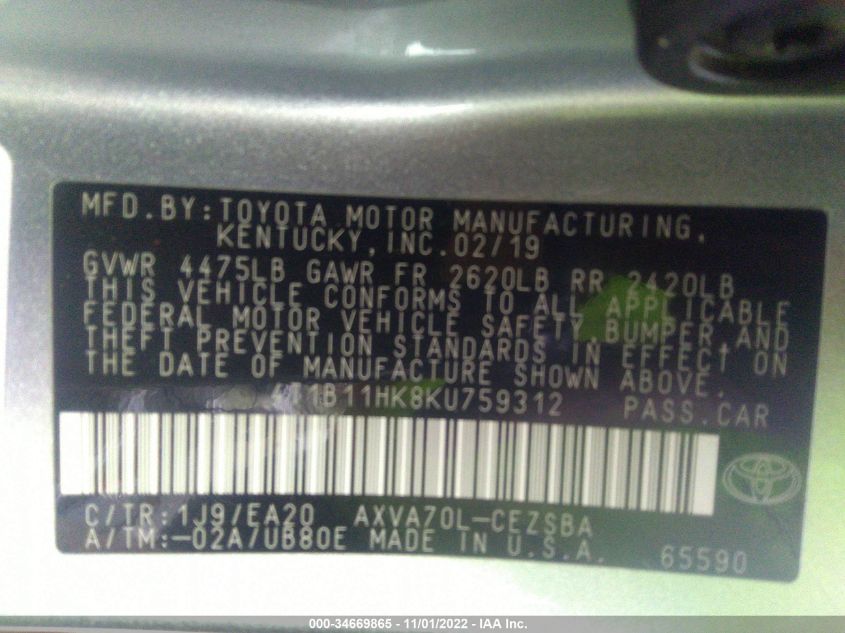 MFD.BY:TOYOTA MOTOR MANUFACTURING,
KENTUCKY,INC.02/19
GVWR 4475LB GAWR FR 2620LB RR 2420LB
THIS VEHICLE CONFORMS TO ALL APPLICABLE
FEDERAL MOTOR VEHICLE SAFETY,BUMPER,AND
THEFT PREVENTION STANDARDS IN EFFECT ON
THE DATE OF MANUFACTURE SHOWN ABOVE.
4T1B11HK8KU759312 PASS.CAR
C/TR:1J9/EA20 AXVA70L-CEZSBA
A/TM:-02A/UB80E MADE IN U.S.A. 65590
000-34669865 - 11/01/2022 - IAA Inc.